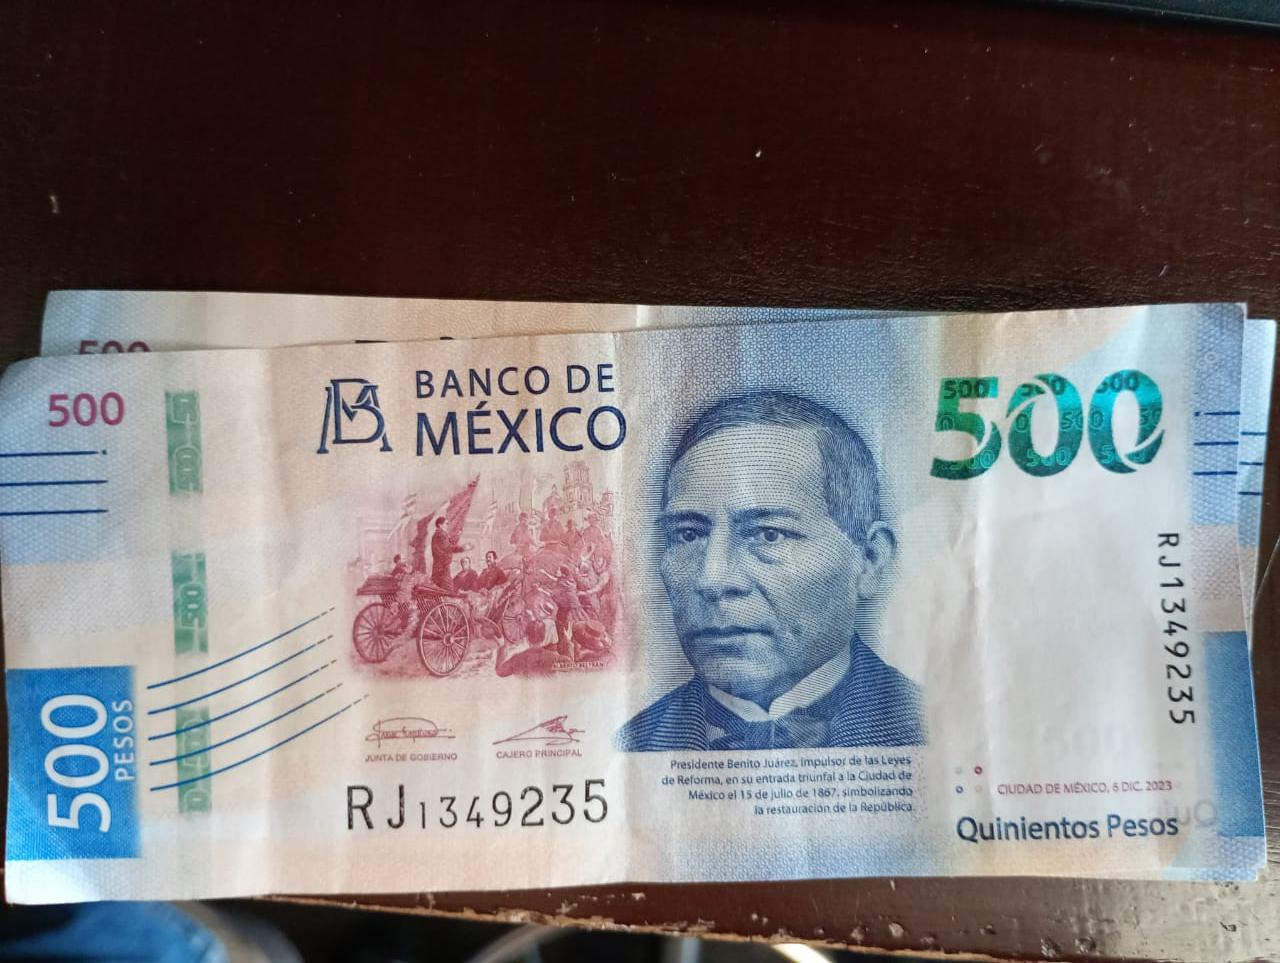 500
500
BANCO DE
MÉXICO
500
500 PESOS
JUNTA DE GOBIERNO
CAJERO PRINCIPAL
RJ1349235
Presidente Benito Juárez, impulsor de las Leyes
de Reforma, en su entrada triunfal a la Ciudad de
México el 15 de julio de 1867, simbolizando
la restauración de la República.
RJ1349235
CIUDAD DE MÉXICO, 6 DIC. 2023
Quinientos Pesos